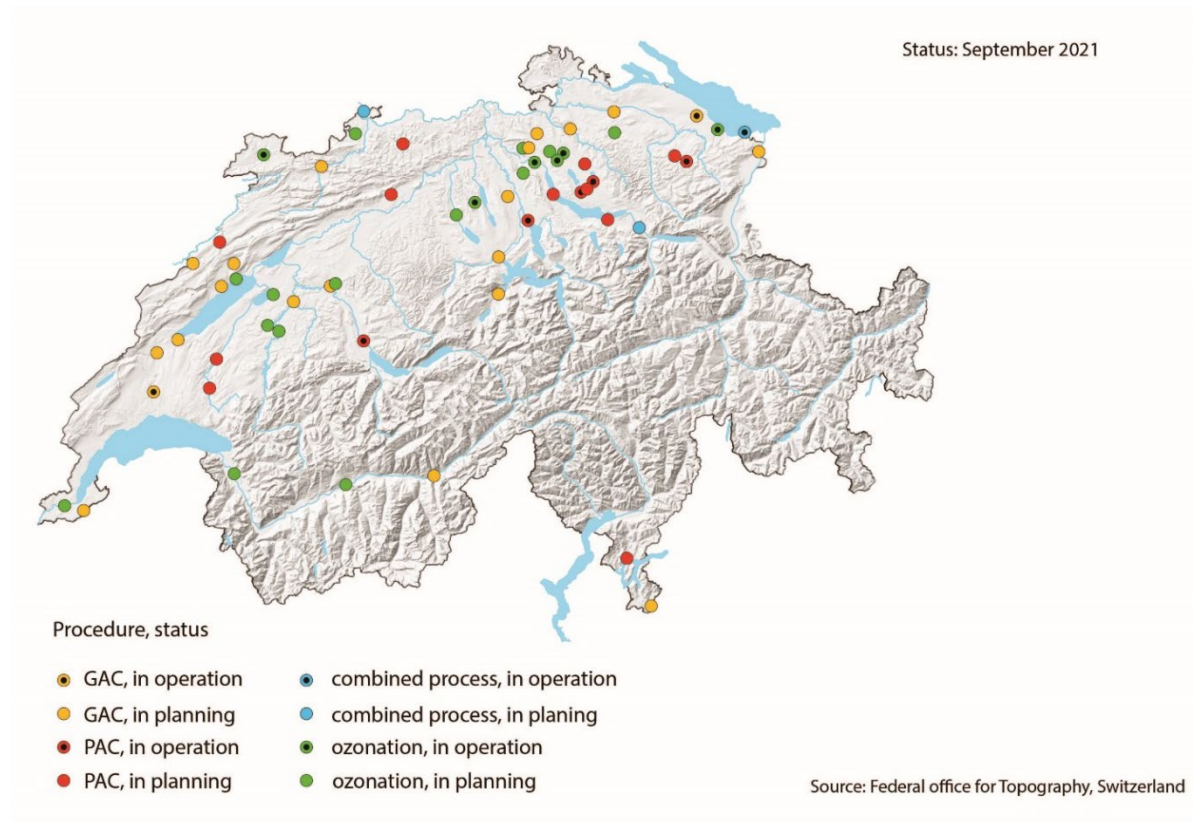 Status: September 2021
Procedure, status
GAC, in operation
GAC, in planning
PAC, in operation
PAC, in planning
combined process, in operation
combined process, in planing
ozonation, in operation
ozonation, in planning
Source: Federal office for Topography, Switzerland